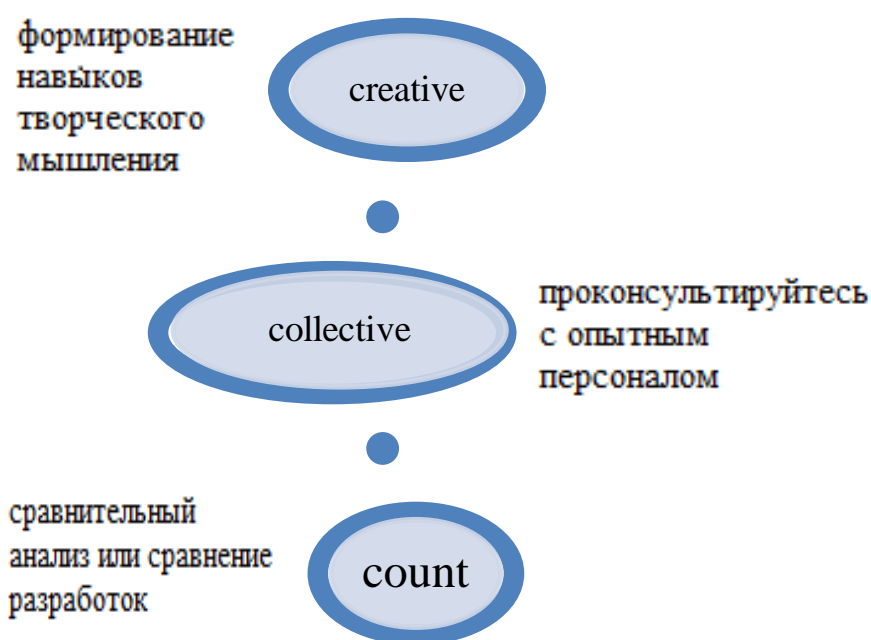 формирование
навыков
творческого
мышления
creative
collective
проконсультируйтесь
с опытным
персоналом
сравнительный
анализ или сравнение
разработок
count